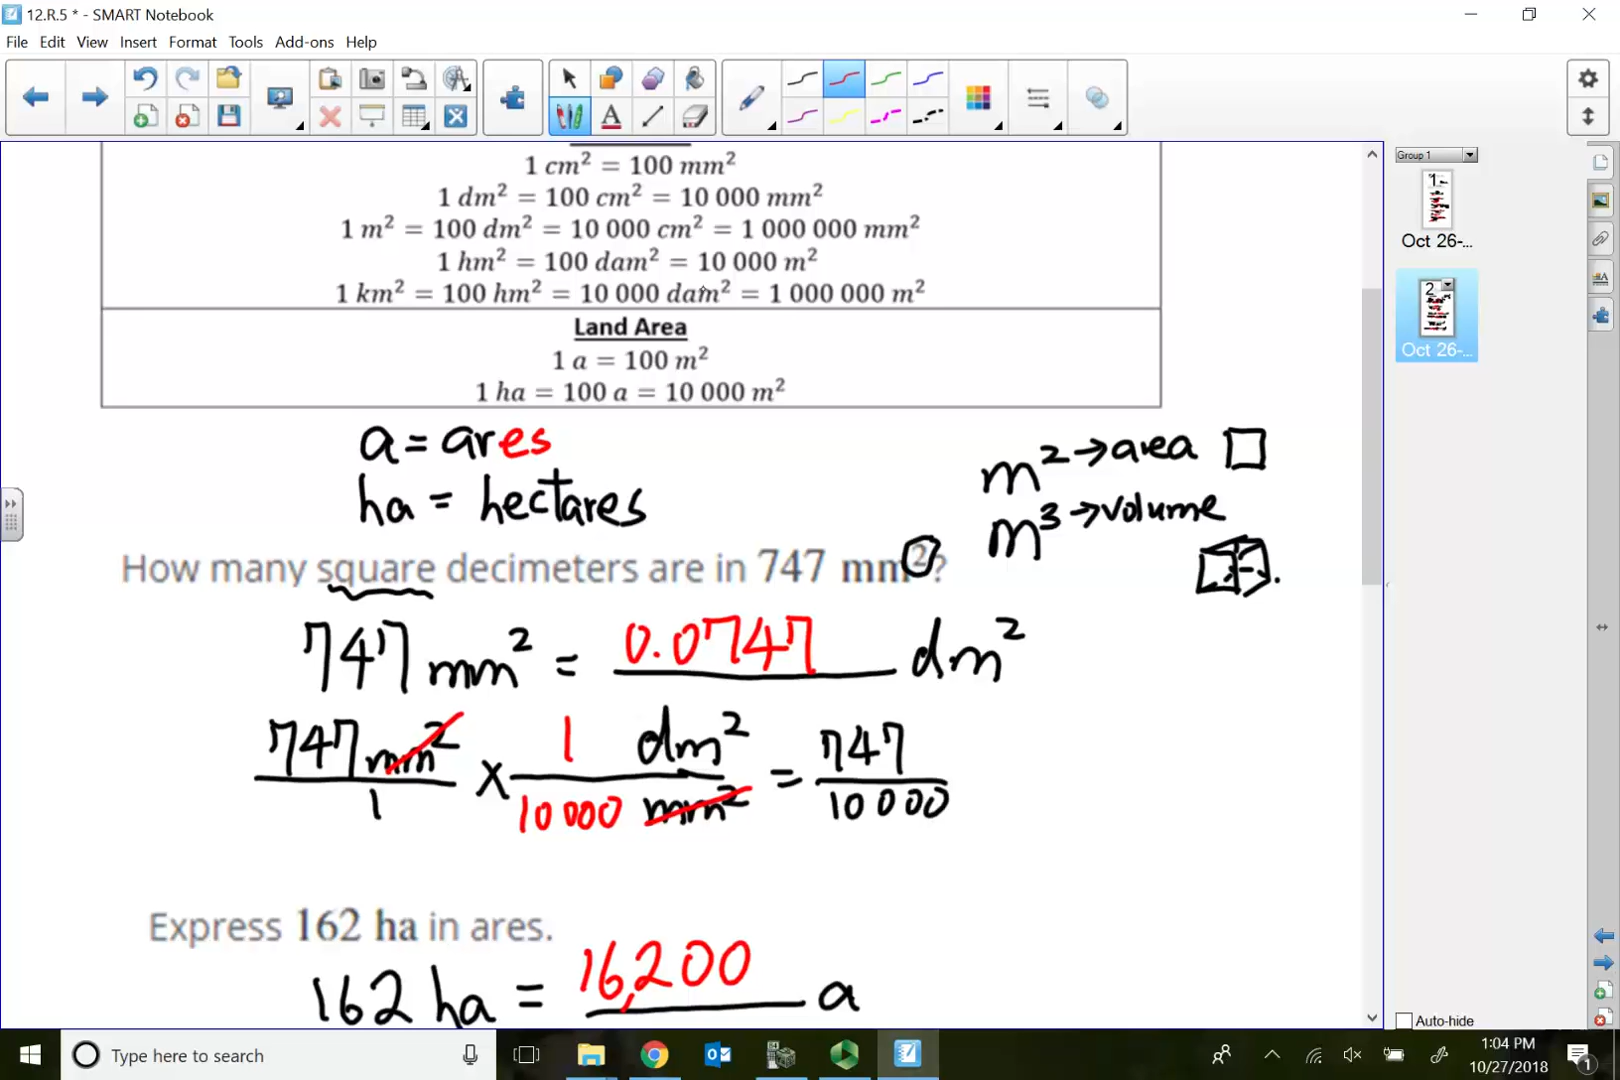 12.R.5 * - SMART Notebook
File Edit View Insert Format Tools Add-ons Help
Group 1
1 cm² = 100 mm²
1 dm² = 100 cm² = 10 000 mm²
1 m² = 100 dm² = 10 000 cm² = 1 000 000 mm²
1 hm² = 100 dam² = 10 000 m²
1 km² = 100 hm² = 10 000 dam² = 1 000 000 m²
Land Area
1 a = 100 m²
1 ha = 100 a = 10 000 m²
a = ares
ha = hectares
m² → area
m³ → volume
How many square decimeters are in 747 mm²?
747 mm² = 0.0747 dm²
747 mm²/1 × 1 dm²/10 000 mm² = 747/10 000
Express 162 ha in ares.
162 ha = 16,200 a
1
Oct 26-...
2
Oct 26-...
Auto-hide
Type here to search
1:04 PM
10/27/2018
1